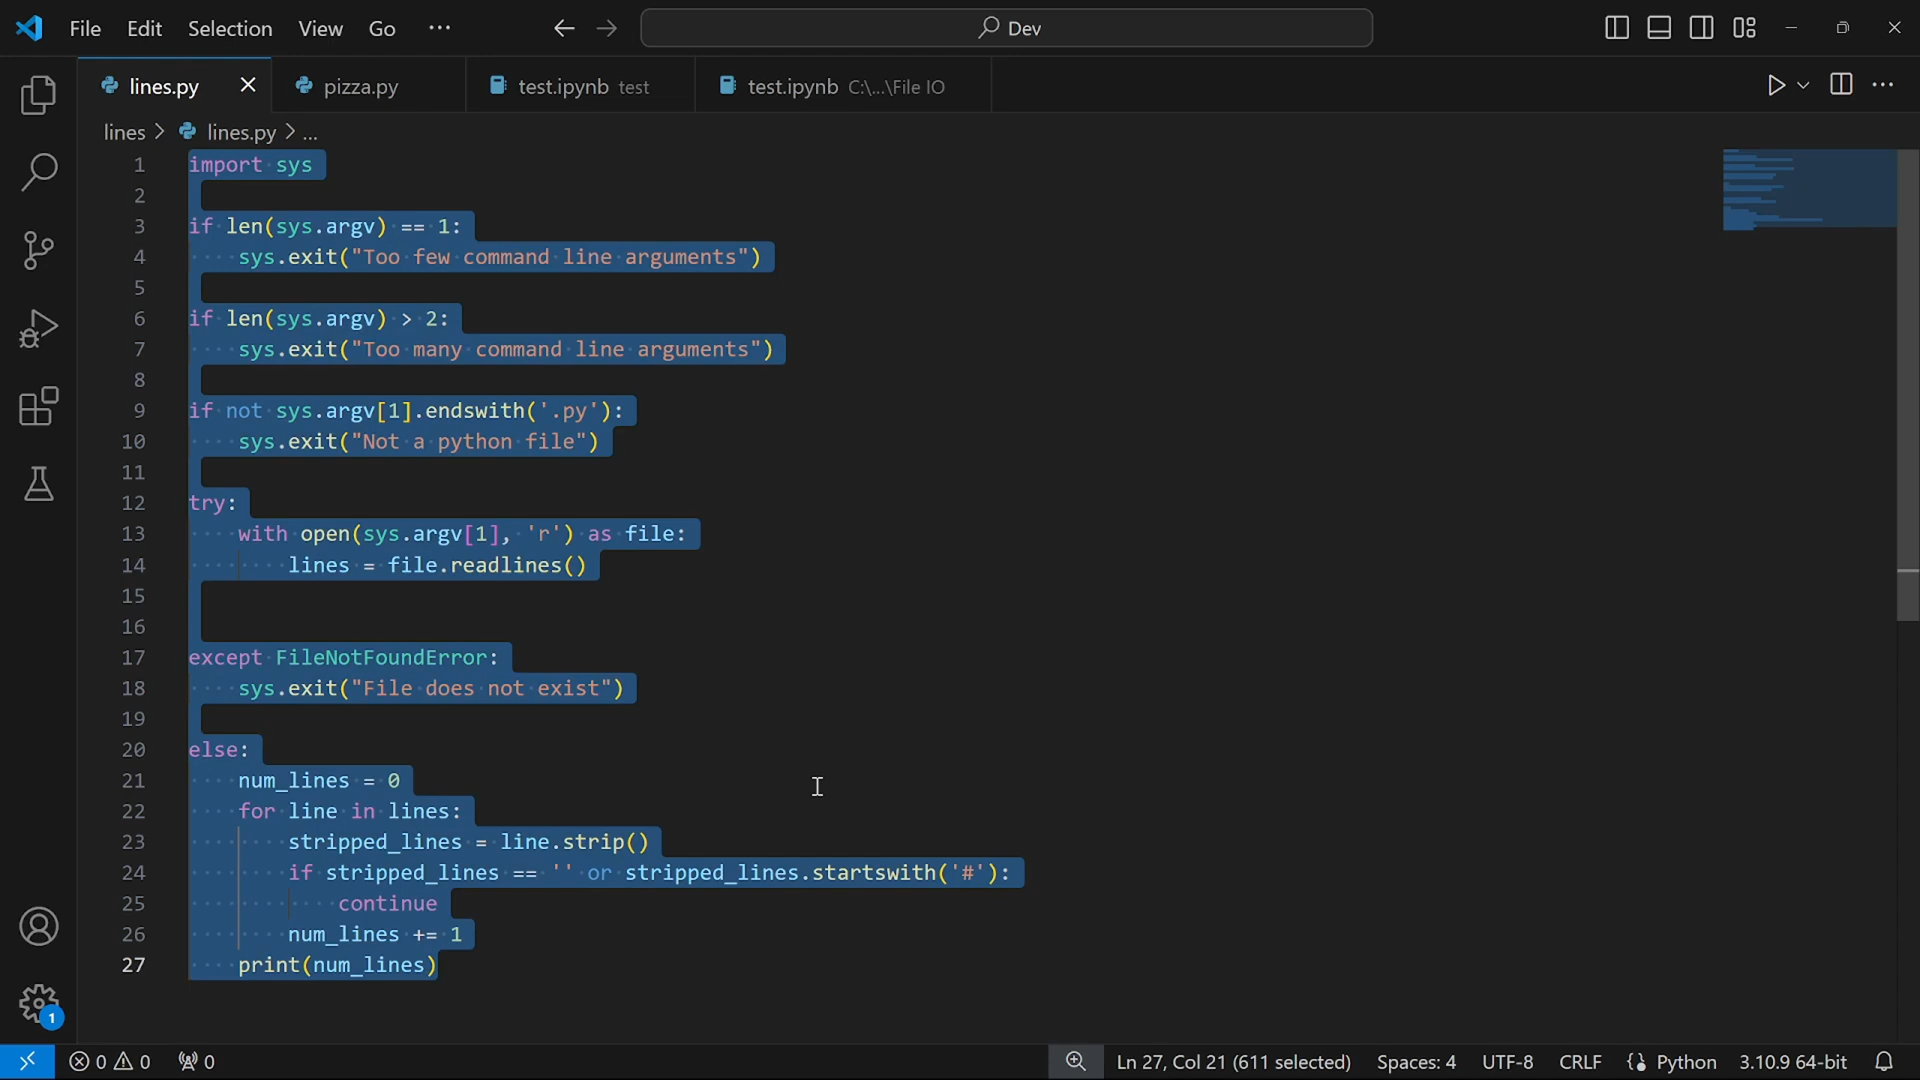 File Edit Selection View Go ··· Dev
lines.py pizza.py test.ipynb test test.ipynb C:\...\File IO
lines > lines.py > ...
1 import sys
2
3 if len(sys.argv) == 1:
4     sys.exit("Too few command line arguments")
5
6 if len(sys.argv) > 2:
7     sys.exit("Too many command line arguments")
8
9 if not sys.argv[1].endswith('.py'):
10     sys.exit("Not a python file")
11
12 try:
13     with open(sys.argv[1], 'r') as file:
14         lines = file.readlines()
15
16
17 except FileNotFoundError:
18     sys.exit("File does not exist")
19
20 else:
21     num_lines = 0
22     for line in lines:
23         stripped_lines = line.strip()
24         if stripped_lines == '' or stripped_lines.startswith('#'):
25             continue
26         num_lines += 1
27     print(num_lines)
1
0 0 0 Ln 27, Col 21 (611 selected) Spaces: 4 UTF-8 CRLF Python 3.10.9 64-bit